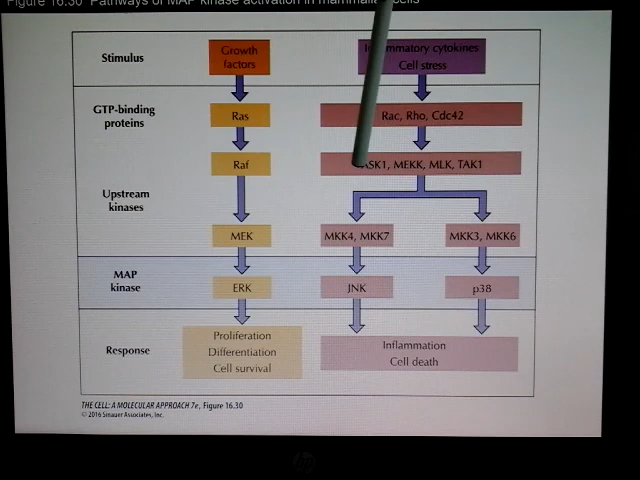 Figure 16.30 Pathways of MAP kinase activation in mammalian cells
Stimulus
Growth
factors
cytokines
Cell stress
GTP-binding
proteins
Ras
Rac, Rho, Cdc42
Raf
MEKK, MLK, TAK1
Upstream
kinases
MEK
MKK4, MKK7
MKK3, MKK6
MAP
kinase
ERK
JNK
p38
Response
Proliferation
Differentiation
Cell survival
Inflammation
Cell death
THE CELL: A MOLECULAR APPROACH 7e, Figure 16.30
© 2016 Sinauer Associates, Inc.
hp